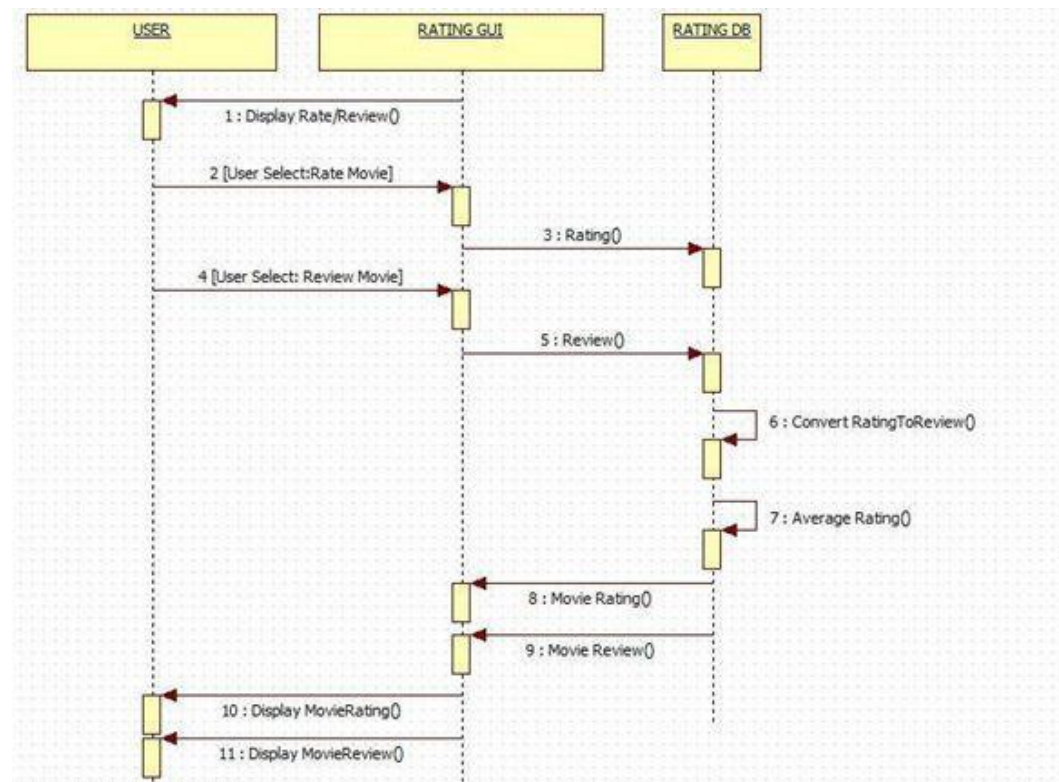 USER
RATING GUI
RATING DB
1 : Display Rate/Review()
2 [User Select:Rate Movie]
3 : Rating()
4 [User Select: Review Movie]
5 : Review()
6 : Convert RatingToReview()
7 : Average Rating()
8 : Movie Rating()
9 : Movie Review()
10 : Display MovieRating()
11 : Display MovieReview()